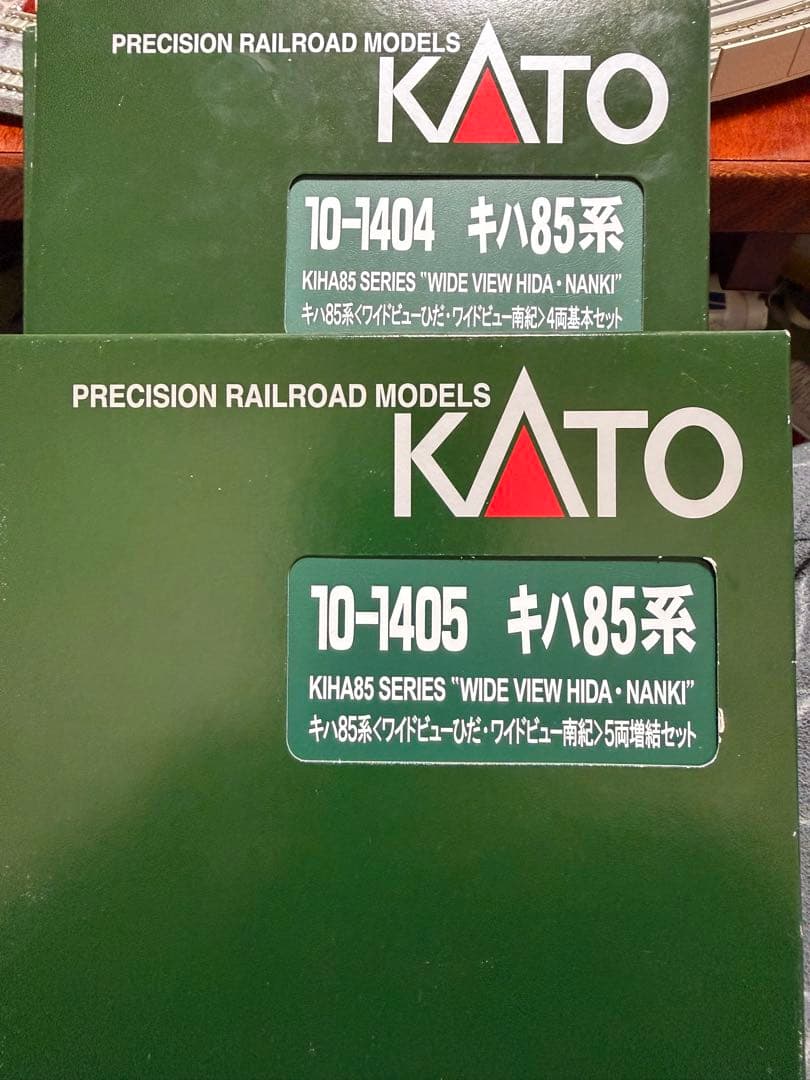 PRECISION RAILROAD MODELS
KATO
10-1404 キハ85系
KIHA85 SERIES "WIDE VIEW HIDA・NANKI"
キハ85系〈ワイドビューひだ・ワイドビュー南紀〉4両基本セット
PRECISION RAILROAD MODELS
KATO
10-1405 キハ85系
KIHA85 SERIES "WIDE VIEW HIDA・NANKI"
キハ85系〈ワイドビューひだ・ワイドビュー南紀〉5両増結セット